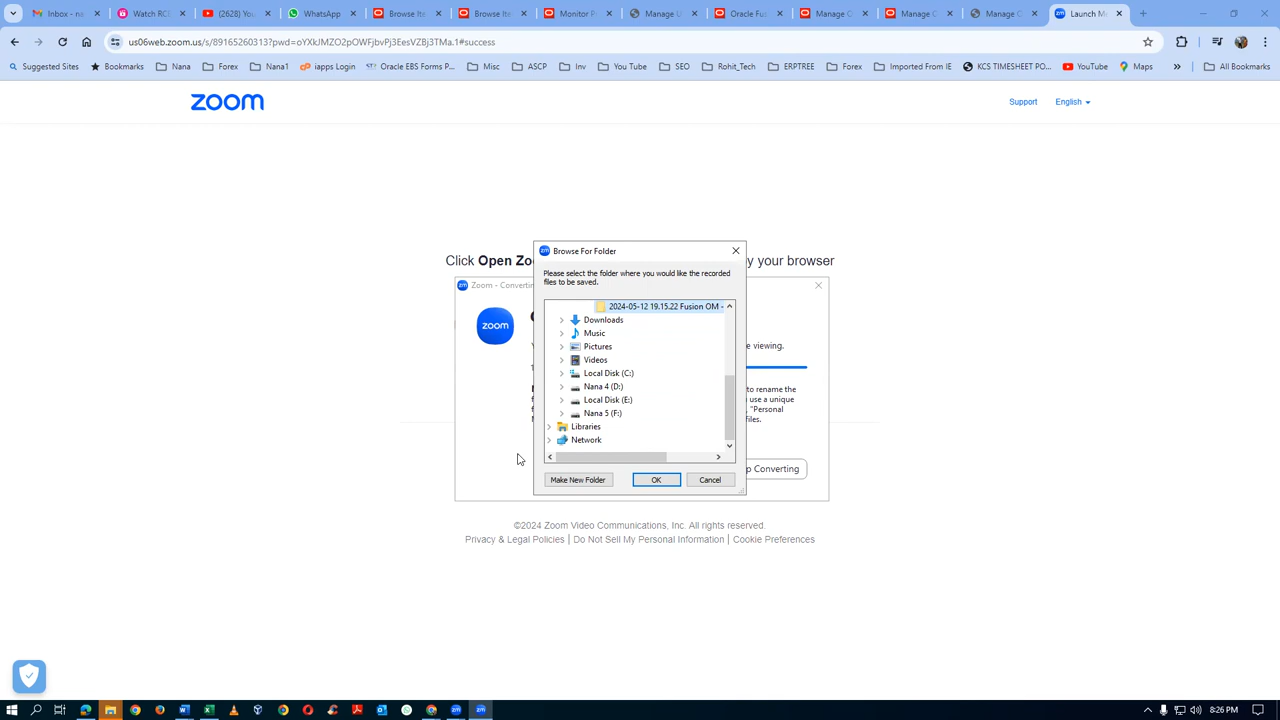 Inbox - na
Watch RCB
(2628) You
WhatsApp
Browse Ite
Browse Ite
Monitor P
Manage U
Oracle Fus
Manage O
Manage C
Manage C
Launch Me
us06web.zoom.us/s/89165260313?pwd=oYXkJMZO2pOWFjbvPj3EesVZBj3TMa.1#success
Suggested Sites
Bookmarks
Nana
Forex
Nana1
iapps Login
Oracle EBS Forms P...
Misc
ASCP
Inv
You Tube
SEO
Rohit_Tech
ERPTREE
Forex
Imported From IE
KCS TIMESHEET PO...
YouTube
Maps
»
All Bookmarks
zoom
Support
English
Click Open Zoo
y your browser
Zoom - Convertin
zoom
e viewing.
to rename the
use a unique
, "Personal
files.
p Converting
Browse For Folder
Please select the folder where you would like the recorded
files to be saved.
2024-05-12 19.15.22 Fusion OM -
Downloads
Music
Pictures
Videos
Local Disk (C:)
Nana 4 (D:)
Local Disk (E:)
Nana 5 (F:)
Libraries
Network
Make New Folder
OK
Cancel
©2024 Zoom Video Communications, Inc. All rights reserved.
Privacy & Legal Policies | Do Not Sell My Personal Information | Cookie Preferences
8:26 PM